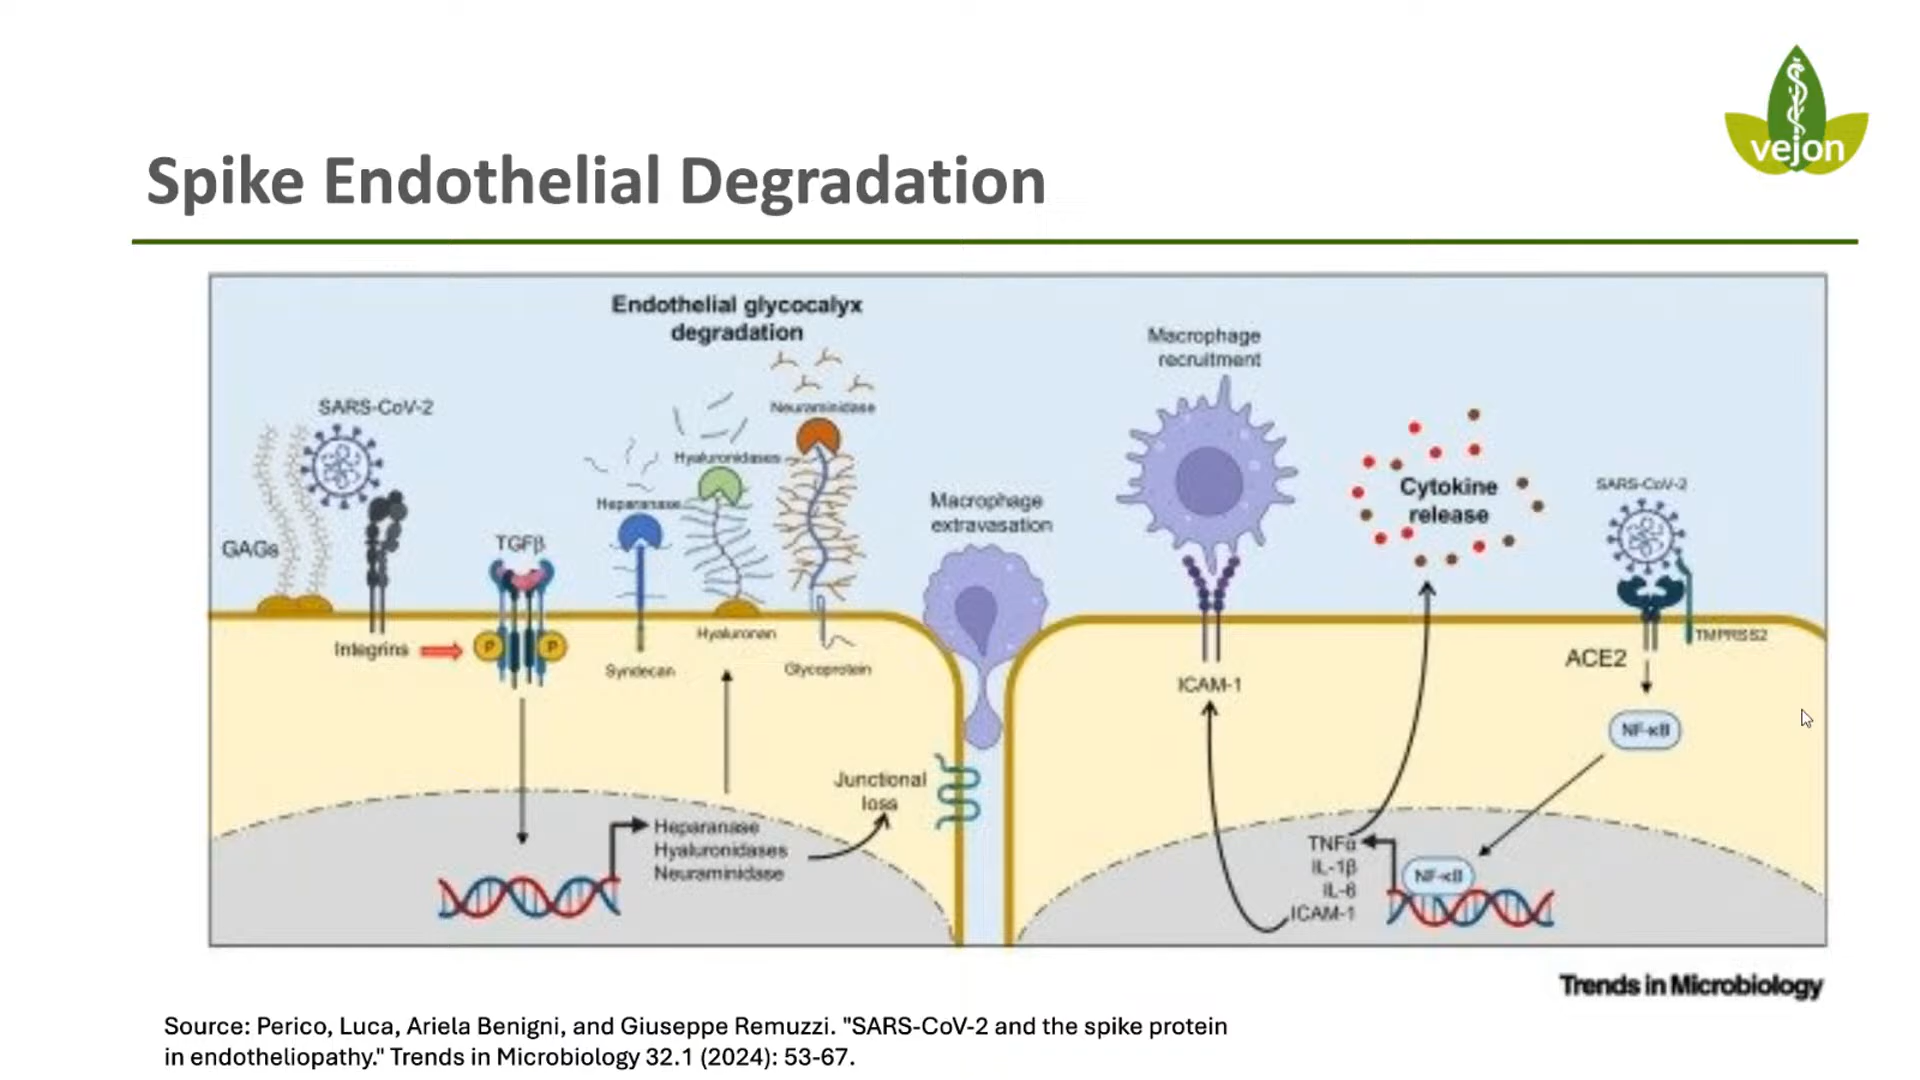 vejon
Spike Endothelial Degradation
Endothelial glycocalyx
degradation
Macrophage
recruitment
SARS-CoV-2
Neuraminidase
Hyaluronidases
Heparanase
GAGs
TGFβ
Macrophage
extravasation
Cytokine
release
SARS-CoV-2
Integrins
P
P
Syndecan
Hyaluronan
Glycoprotein
ICAM-1
ACE2
TMPRSS2
NF-κB
Junctional
loss
Heparanase
Hyaluronidases
Neuraminidase
TNFα
IL-1β
IL-6
ICAM-1
NF-κB
Trends in Microbiology
Source: Perico, Luca, Ariela Benigni, and Giuseppe Remuzzi. "SARS-CoV-2 and the spike protein
in endotheliopathy." Trends in Microbiology 32.1 (2024): 53-67.